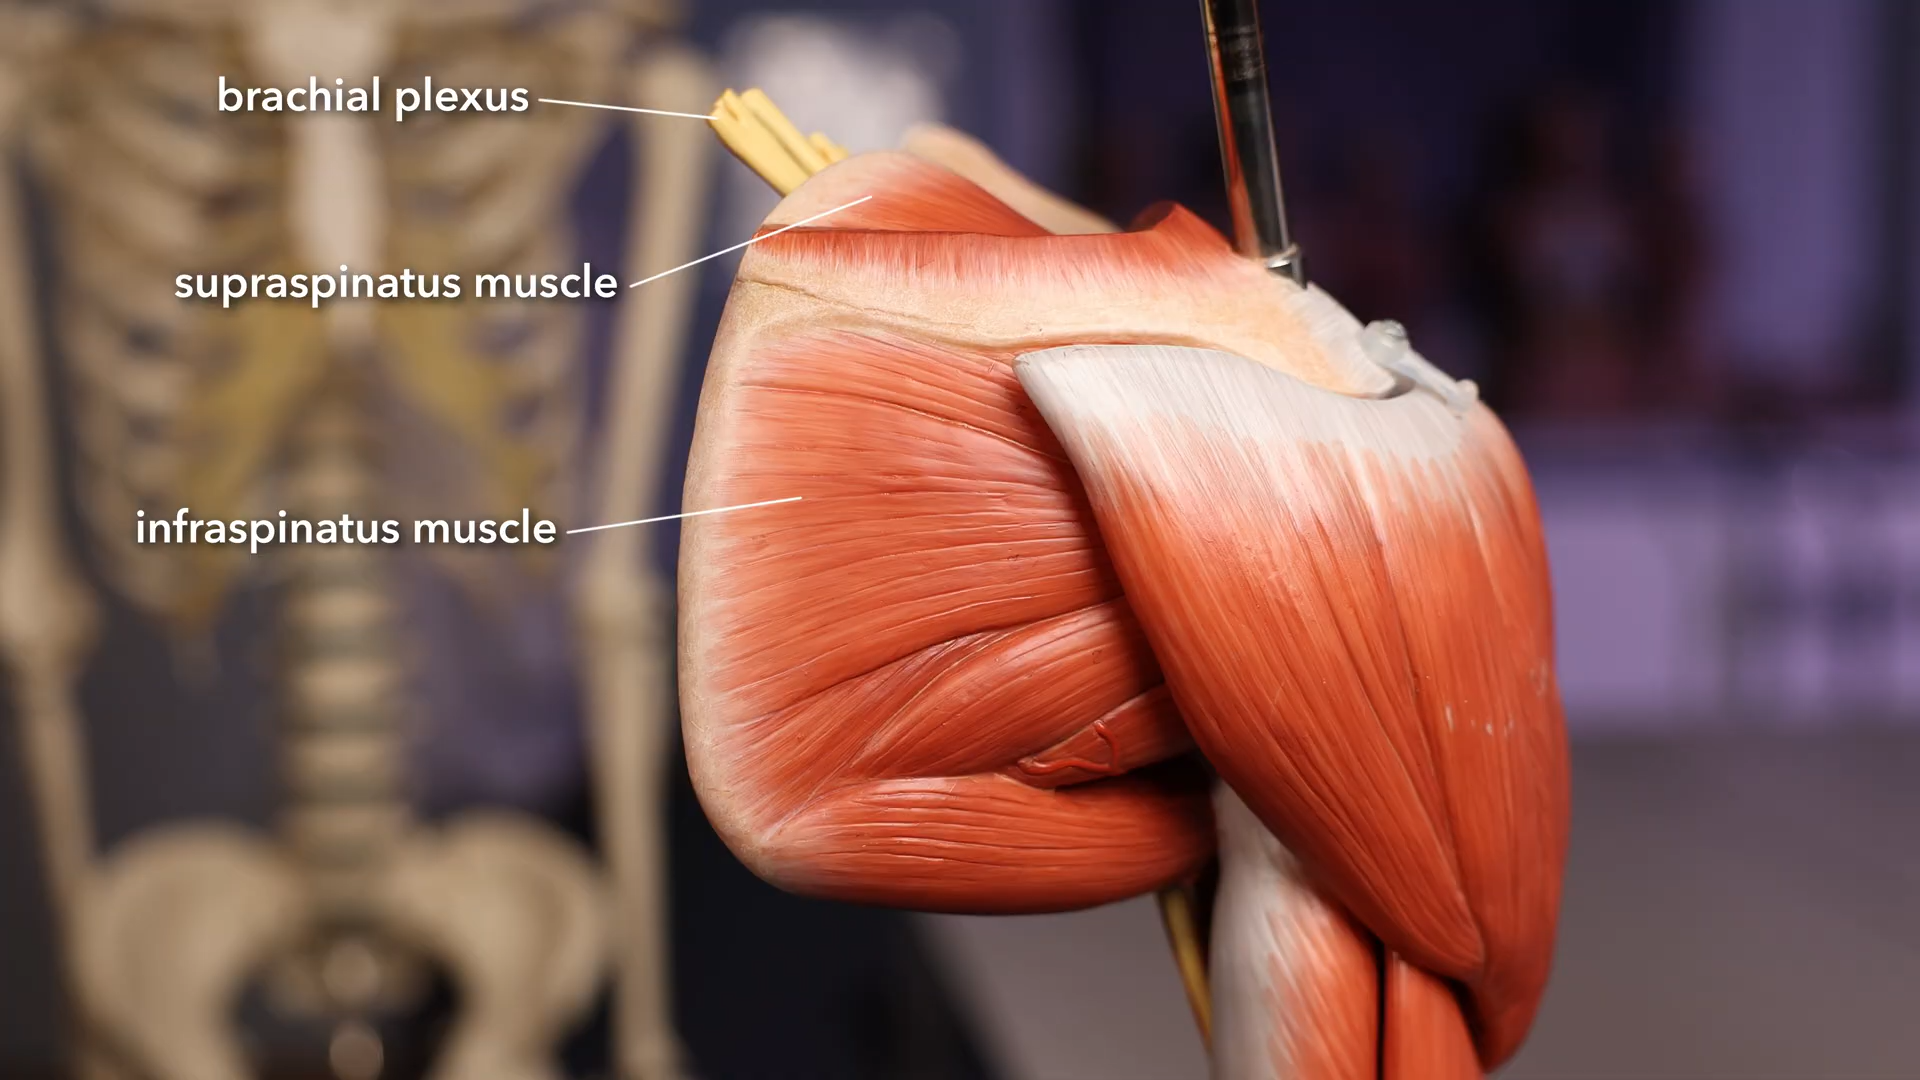 brachial plexus
supraspinatus muscle
infraspinatus muscle